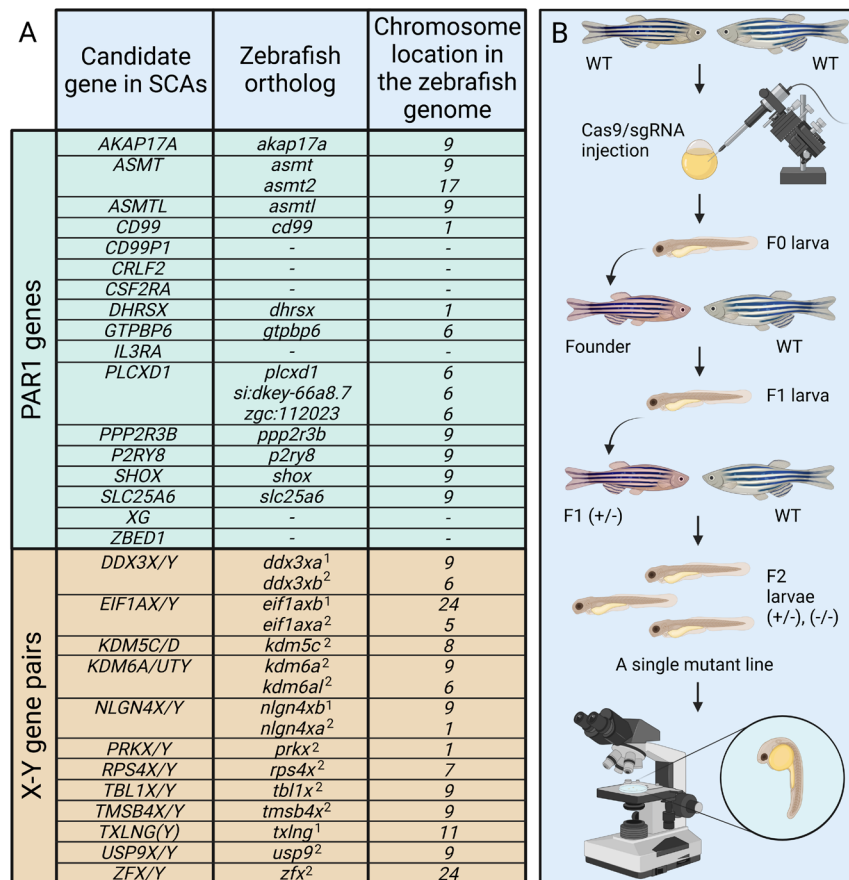 A
Candidate gene in SCAs | Zebrafish ortholog | Chromosome location in the zebrafish genome
PAR1 genes
AKAP17A | akap17a | 9
ASMT | asmt | 9
asmt2 | 17
ASMTL | asmtl | 9
CD99 | cd99 | 1
CD99P1 | - | -
CRLF2 | - | -
CSF2RA | - | -
DHRSX | dhrsx | 1
GTPBP6 | gtpbp6 | 6
IL3RA | - | -
PLCXD1 | plcxd1 | 6
si:dkey-66a8.7 | 6
zgc:112023 | 6
PPP2R3B | ppp2r3b | 9
P2RY8 | p2ry8 | 9
SHOX | shox | 9
SLC25A6 | slc25a6 | 9
XG | - | -
ZBED1 | - | -
X-Y gene pairs
DDX3X/Y | ddx3xa¹ | 9
ddx3xb² | 6
EIF1AX/Y | eif1axb¹ | 24
eif1axa² | 5
KDM5C/D | kdm5c² | 8
KDM6A/UTY | kdm6a² | 9
kdm6al² | 6
NLGN4X/Y | nlgn4xb¹ | 9
nlgn4xa² | 1
PRKX/Y | prkx² | 1
RPS4X/Y | rps4x² | 7
TBL1X/Y | tbl1x² | 9
TMSB4X/Y | tmsb4x² | 9
TXLNG(Y) | txlng¹ | 11
USP9X/Y | usp9² | 9
ZFX/Y | zfx² | 24
B
WT
WT
Cas9/sgRNA
injection
F0 larva
Founder
WT
F1 larva
F1 (+/-)
WT
F2
larvae
(+/-), (-/-)
A single mutant line